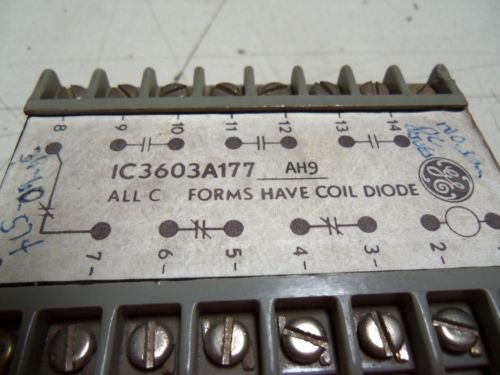 8 9 10 11 12 13 14
IC3603A177 AH9
ALL C FORMS HAVE COIL DIODE
GE
7- 6- 5- 4- 3- 2-